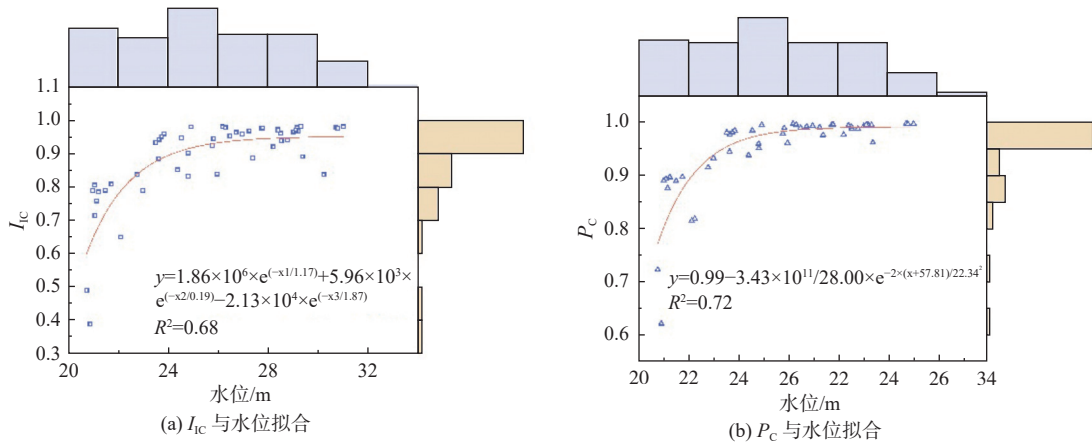 1.1
1.0
0.9
0.8
0.7
0.6
0.5
0.4
0.3
I_IC
y=1.86×10^6×e^(-x1/1.17)+5.96×10^3×
e^(-x2/0.19)-2.13×10^4×e^(-x3/1.87)
R^2=0.68
20 24 28 32
水位/m
(a) I_IC 与水位拟合
1.0
0.9
0.8
0.7
0.6
P_C
y=0.99-3.43×10^11/28.00×e^-2×(x+57.81)/22.34^2
R^2=0.72
20 22 24 26 22 24 26 34
水位/m
(b) P_C 与水位拟合